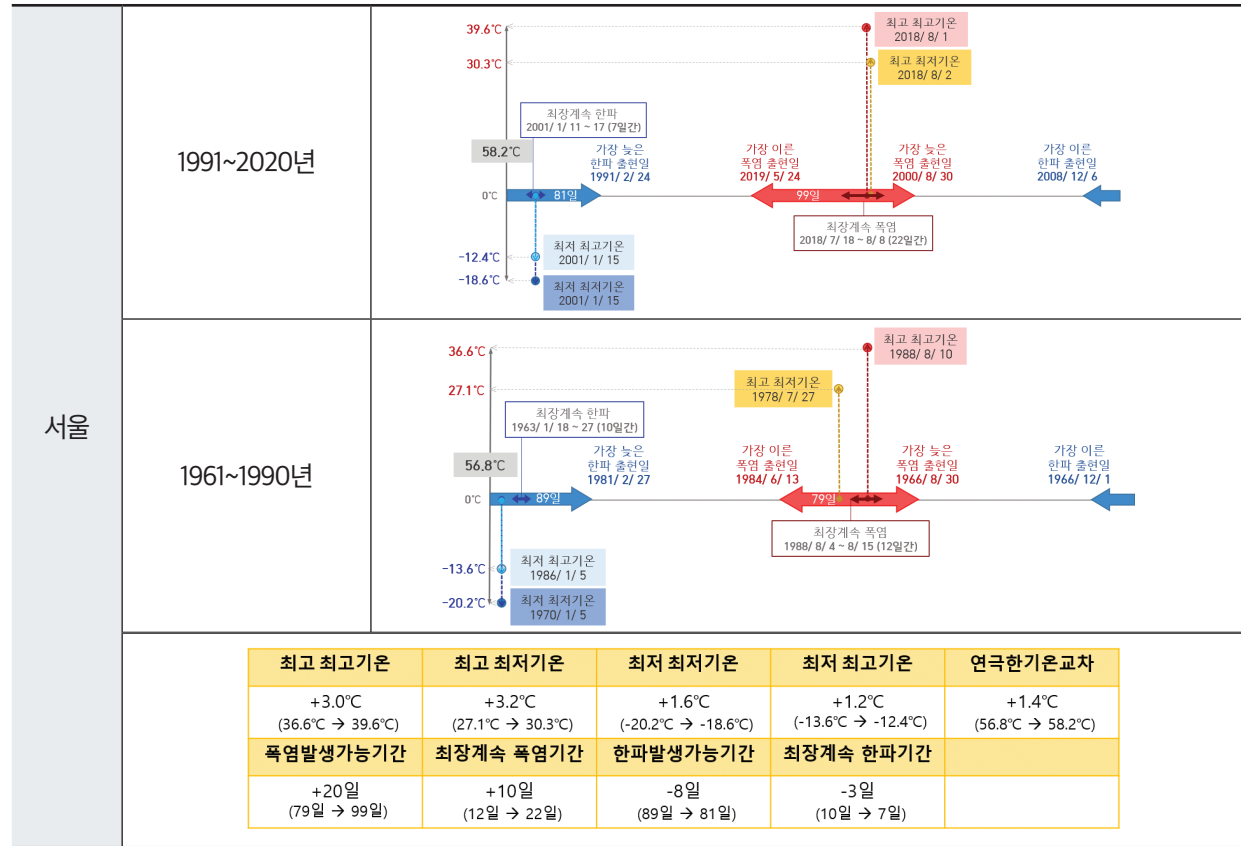 서울
1991~2020년
39.6℃
30.3℃
58.2℃
0℃
-12.4℃
-18.6℃
최고 최고기온
2018/ 8/ 1
최고 최저기온
2018/ 8/ 2
최장계속 한파
2001/ 1/ 11 ~ 17 (7일간)
가장 늦은
한파 출현일
1991/ 2/ 24
가장 이른
폭염 출현일
2019/ 5/ 24
가장 늦은
폭염 출현일
2000/ 8/ 30
가장 이른
한파 출현일
2008/ 12/ 6
81일
99일
최장계속 폭염
2018/ 7/ 18 ~ 8/ 8 (22일간)
최저 최고기온
2001/ 1/ 15
최저 최저기온
2001/ 1/ 15
1961~1990년
36.6℃
27.1℃
56.8℃
0℃
-13.6℃
-20.2℃
최고 최고기온
1988/ 8/ 10
최고 최저기온
1978/ 7/ 27
최장계속 한파
1963/ 1/ 18 ~ 27 (10일간)
가장 늦은
한파 출현일
1981/ 2/ 27
가장 이른
폭염 출현일
1984/ 6/ 13
가장 늦은
폭염 출현일
1966/ 8/ 30
가장 이른
한파 출현일
1966/ 12/ 1
89일
79일
최장계속 폭염
1988/ 8/ 4 ~ 8/ 15 (12일간)
최저 최고기온
1986/ 1/ 5
최저 최저기온
1970/ 1/ 5
최고 최고기온 최고 최저기온 최저 최저기온 최저 최고기온 연극한기온교차
+3.0℃ +3.2℃ +1.6℃ +1.2℃ +1.4℃
(36.6℃ → 39.6℃) (27.1℃ → 30.3℃) (-20.2℃ → -18.6℃) (-13.6℃ → -12.4℃) (56.8℃ → 58.2℃)
폭염발생가능기간 최장계속 폭염기간 한파발생가능기간 최장계속 한파기간
+20일 +10일 -8일 -3일
(79일 → 99일) (12일 → 22일) (89일 → 81일) (10일 → 7일)